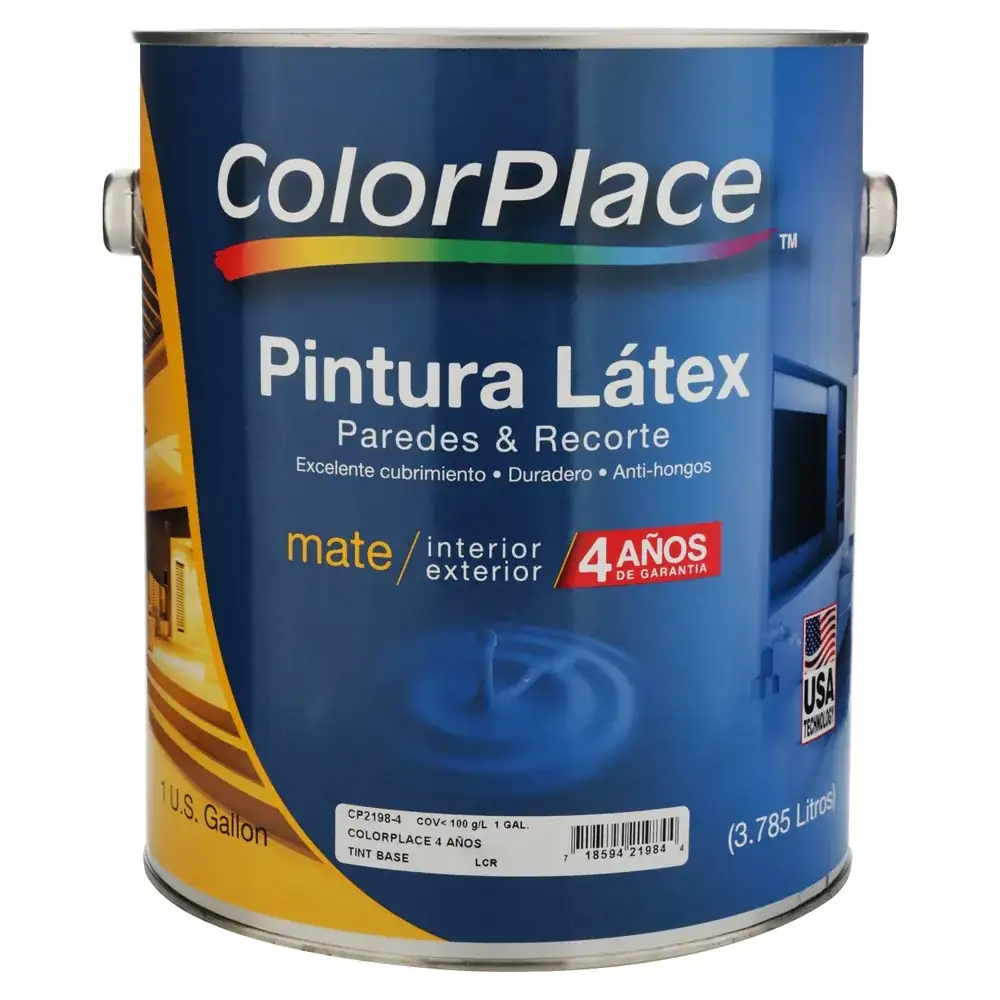 ColorPlace
TM
Pintura Látex
Paredes & Recorte
Excelente cubrimiento • Duradero • Anti-hongos
mate / interior
exterior
4 AÑOS
DE GARANTIA
USA
TECHNOLOGY
1 U.S. Gallon
(3.785 Litros)
CP2198-4 COV< 100 g/L 1 GAL.
COLORPLACE 4 AÑOS
TINT BASE LCR
7 18594 21984 4